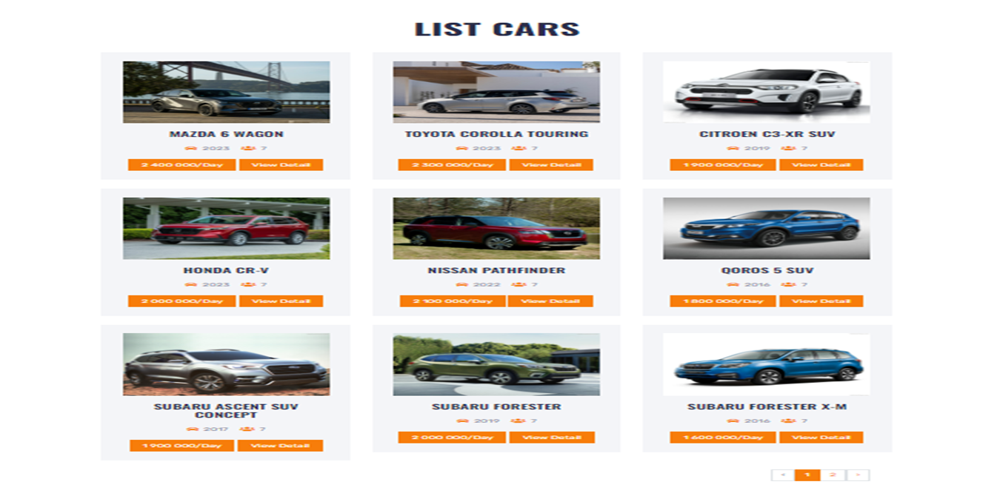 LIST CARS
MAZDA 6 WAGON
2023 7
2 400 000/Day View Detail
TOYOTA COROLLA TOURING
2023 7
2 300 000/Day View Detail
CITROEN C3-XR SUV
2019 7
1 900 000/Day View Detail
HONDA CR-V
2023 7
2 000 000/Day View Detail
NISSAN PATHFINDER
2022 7
2 100 000/Day View Detail
QOROS 5 SUV
2016 7
1 800 000/Day View Detail
SUBARU ASCENT SUV
CONCEPT
2017 7
1 900 000/Day View Detail
SUBARU FORESTER
2019 7
2 000 000/Day View Detail
SUBARU FORESTER X-M
2016 7
1 600 000/Day View Detail
< 1 2 >